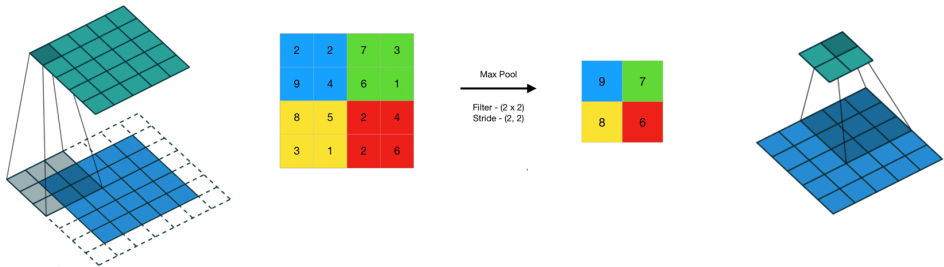 2 2 7 3
9 4 6 1
8 5 2 4
3 1 2 6
Max Pool
Filter - (2 x 2)
Stride - (2, 2)
9 7
8 6